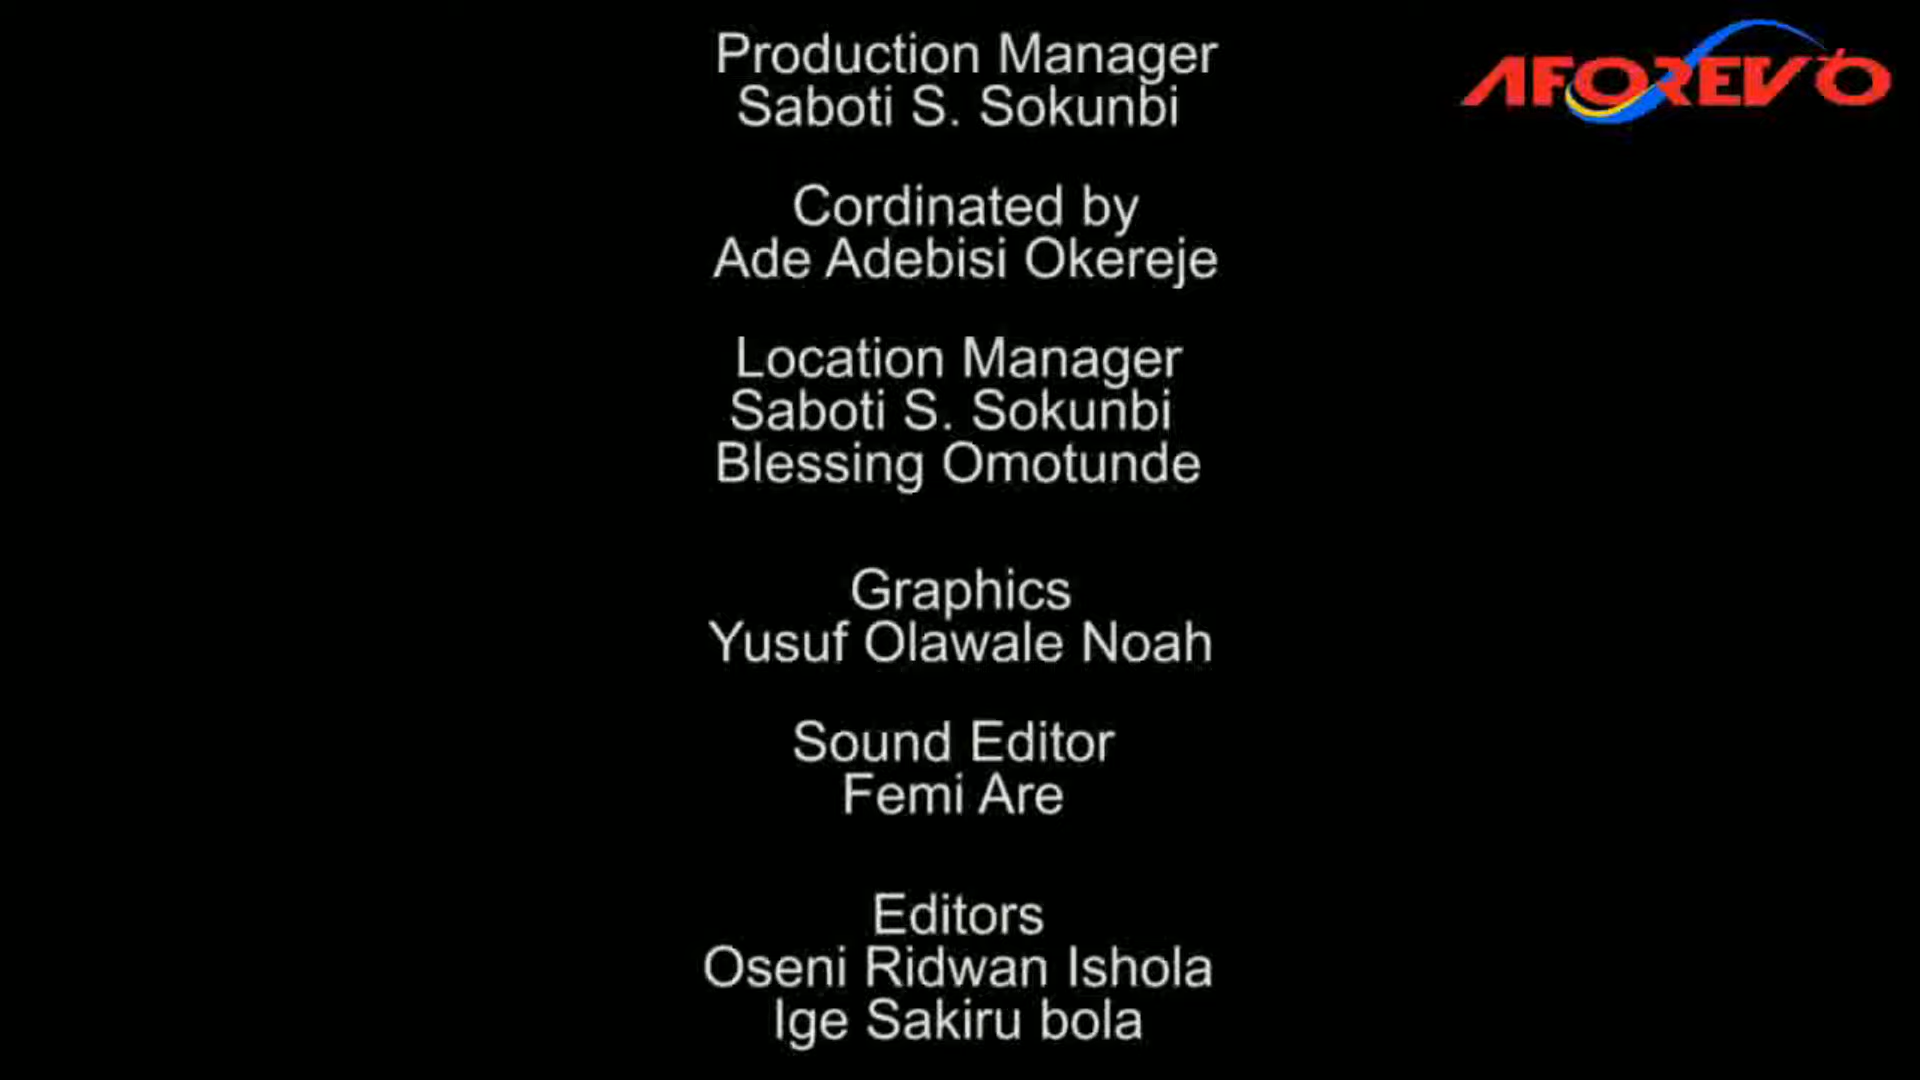 Production Manager
Saboti S. Sokunbi
AFOREVO
Cordinated by
Ade Adebisi Okereje
Location Manager
Saboti S. Sokunbi
Blessing Omotunde
Graphics
Yusuf Olawale Noah
Sound Editor
Femi Are
Editors
Oseni Ridwan Ishola
Ige Sakiru bola